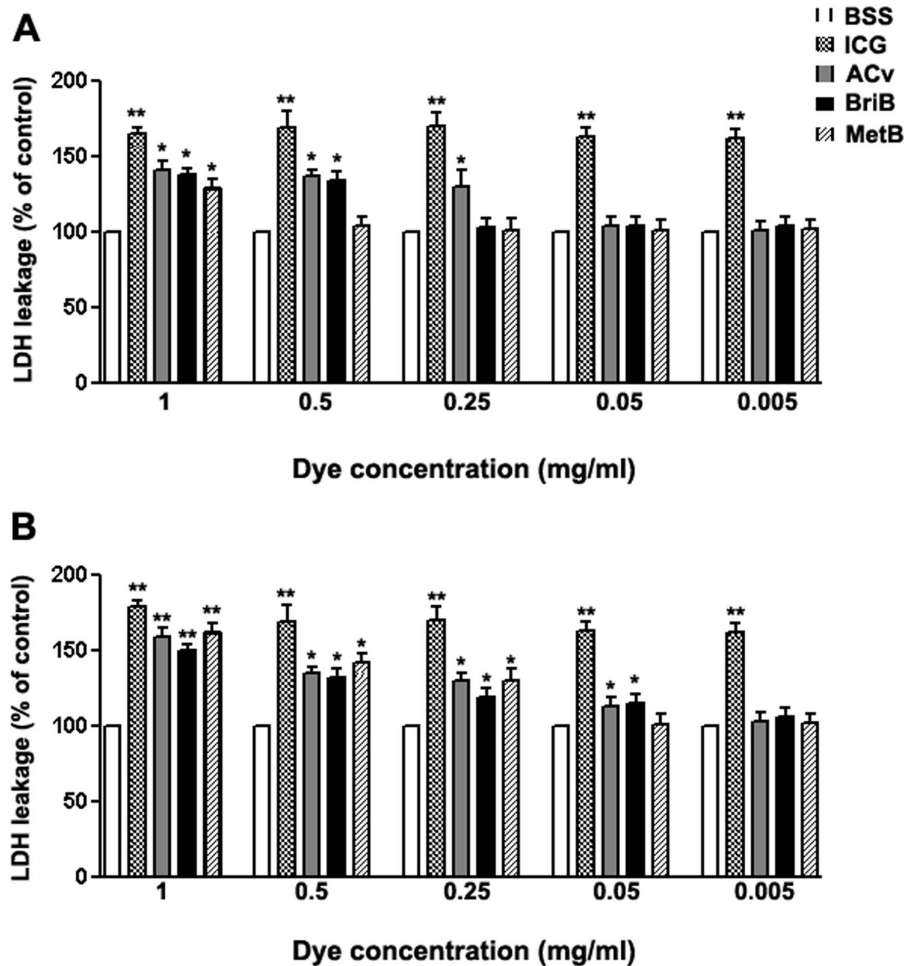 A
BSS
ICG
ACv
BriB
MetB
LDH leakage (% of control)
200
150
100
50
0
** * * *
** * *
** *
**
**
1 0.5 0.25 0.05 0.005
Dye concentration (mg/ml)
B
LDH leakage (% of control)
200
150
100
50
0
** ** ** **
** * * *
** * * *
** * *
**
1 0.5 0.25 0.05 0.005
Dye concentration (mg/ml)